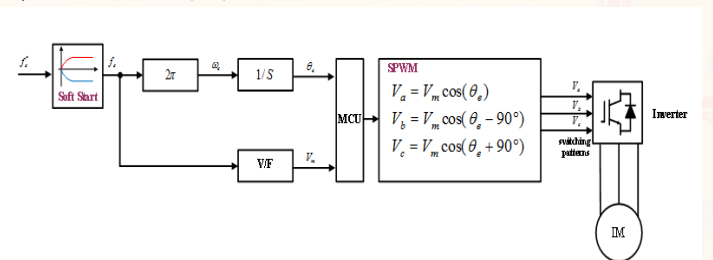 f_e
Soft Start
f_e
2π
ω_e
1/S
θ_e
V/F
V_m
MCU
SPWM
V_a = V_m cos(θ_e)
V_b = V_m cos(θ_e − 90°)
V_c = V_m cos(θ_e + 90°)
V_a
V_b
V_c
switching
patterns
Inverter
IM